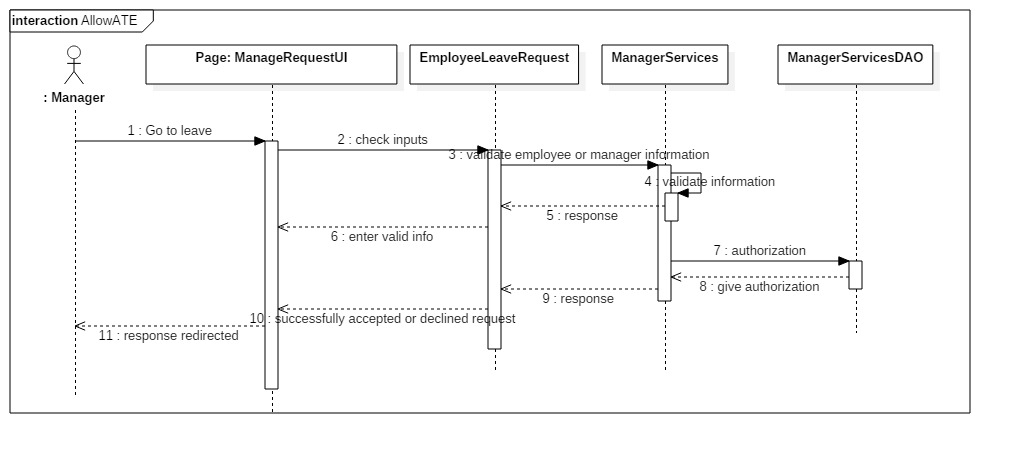 interaction AllowATE
: Manager
Page: ManageRequestUI
EmployeeLeaveRequest
ManagerServices
ManagerServicesDAO
1 : Go to leave
2 : check inputs
3 : validate employee or manager information
4 : validate information
5 : response
6 : enter valid info
7 : authorization
8 : give authorization
9 : response
10 : successfully accepted or declined request
11 : response redirected